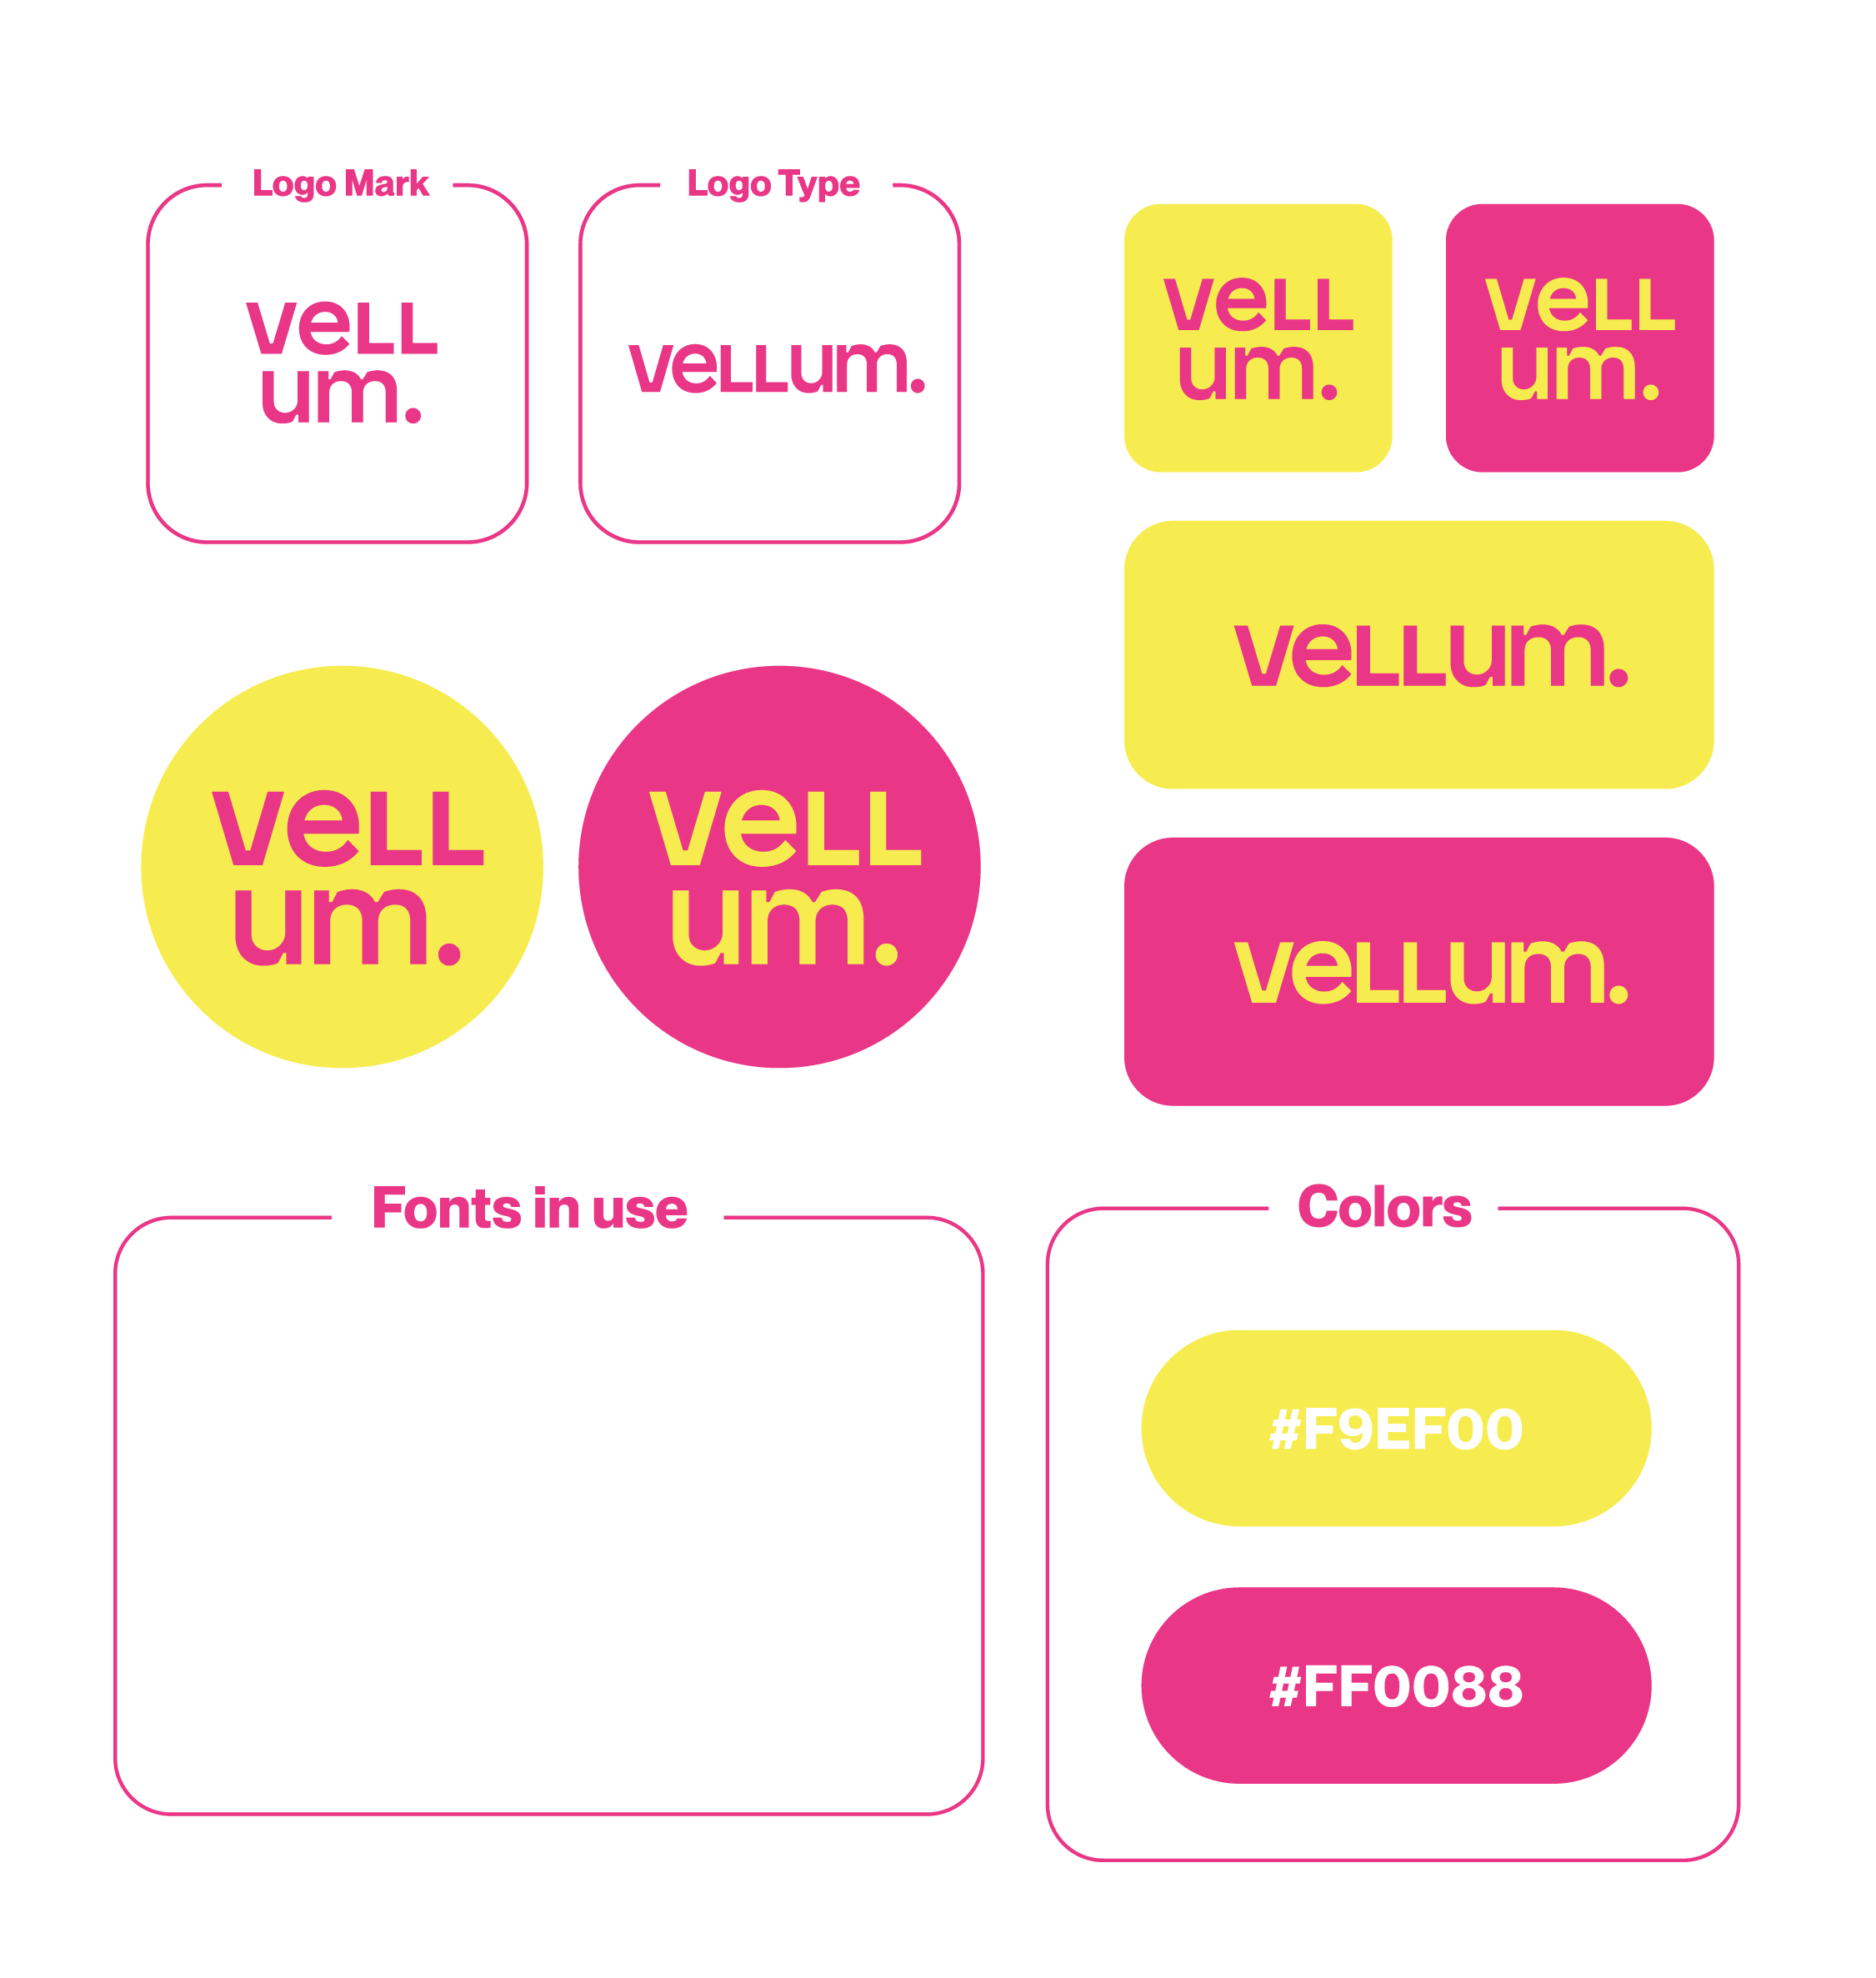 Logo Mark
veLL
um.
Logo Type
veLLum.
veLL
um.
veLL
um.
veLLum.
veLL
um.
veLL
um.
veLLum.
Fonts in use
Colors
#F9EF00
#FF0088